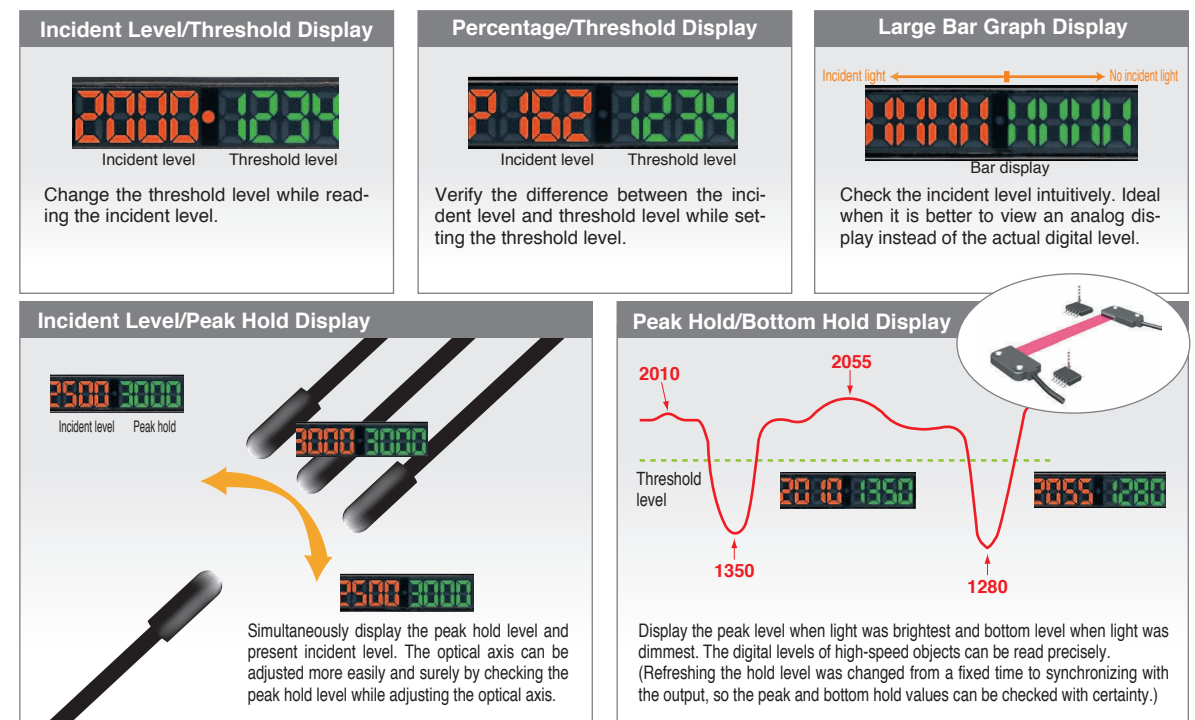 Incident Level/Threshold Display
2000 1234
Incident level Threshold level
Change the threshold level while read-
ing the incident level.
Percentage/Threshold Display
P 162 1234
Incident level Threshold level
Verify the difference between the inci-
dent level and threshold level while set-
ting the threshold level.
Large Bar Graph Display
Incident light No incident light
Bar display
Check the incident level intuitively. Ideal
when it is better to view an analog dis-
play instead of the actual digital level.
Incident Level/Peak Hold Display
2500 3000
Incident level Peak hold
3000 3000
2500 3000
Simultaneously display the peak hold level and
present incident level. The optical axis can be
adjusted more easily and surely by checking the
peak hold level while adjusting the optical axis.
Peak Hold/Bottom Hold Display
2010
2055
Threshold
level
2010 1350
2055 1280
1350
1280
Display the peak level when light was brightest and bottom level when light was
dimmest. The digital levels of high-speed objects can be read precisely.
(Refreshing the hold level was changed from a fixed time to synchronizing with
the output, so the peak and bottom hold values can be checked with certainty.)